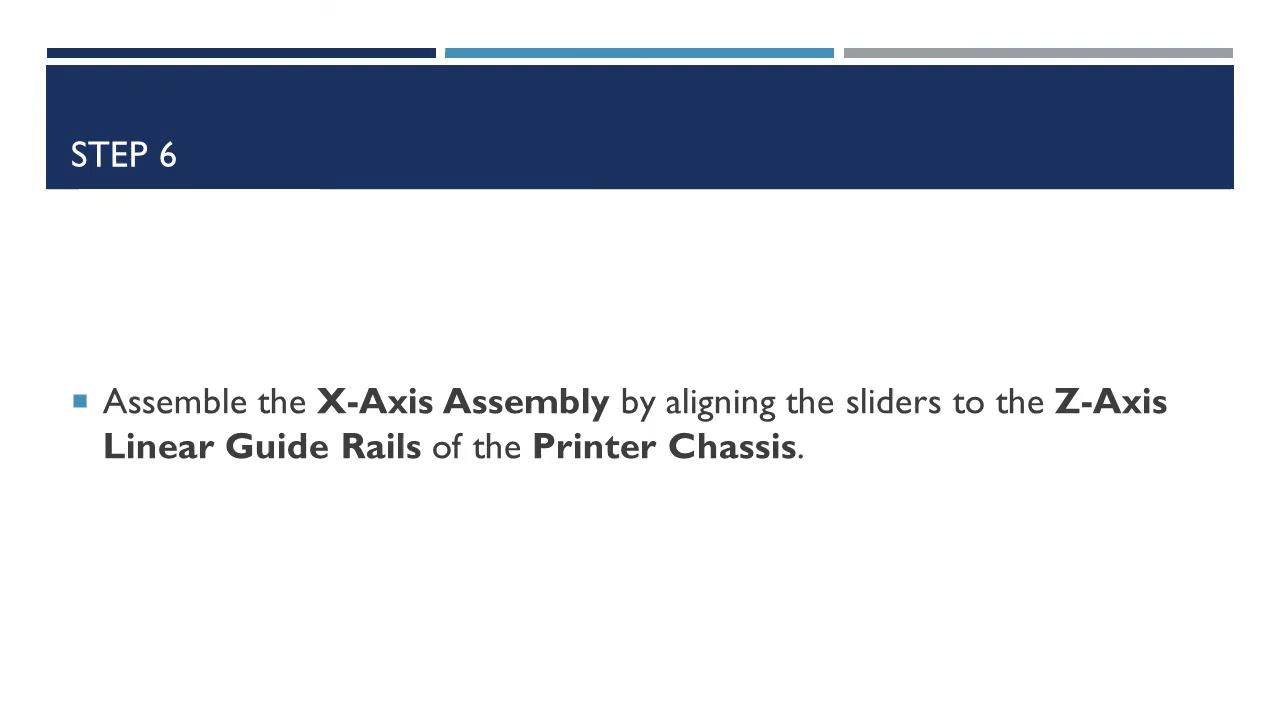 STEP 6
Assemble the X-Axis Assembly by aligning the sliders to the Z-Axis
Linear Guide Rails of the Printer Chassis.